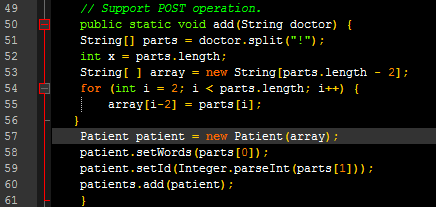 49 // Support POST operation.
50 public static void add(String doctor) {
51 String[] parts = doctor.split("!");
52 int x = parts.length;
53 String[ ] array = new String[parts.length - 2];
54 for (int i = 2; i < parts.length; i++) {
55 array[i-2] = parts[i];
56 }
57 Patient patient = new Patient(array);
58 patient.setWords(parts[0]);
59 patient.setId(Integer.parseInt(parts[1]));
60 patients.add(patient);
61 }